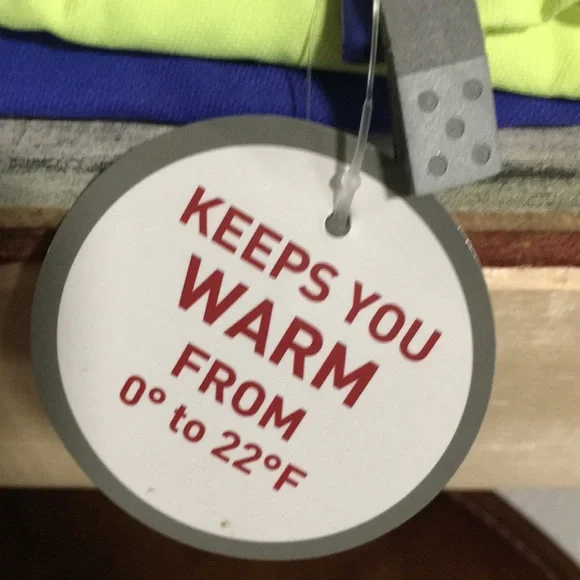 KEEPS YOU
WARM
FROM
0° to 22°F